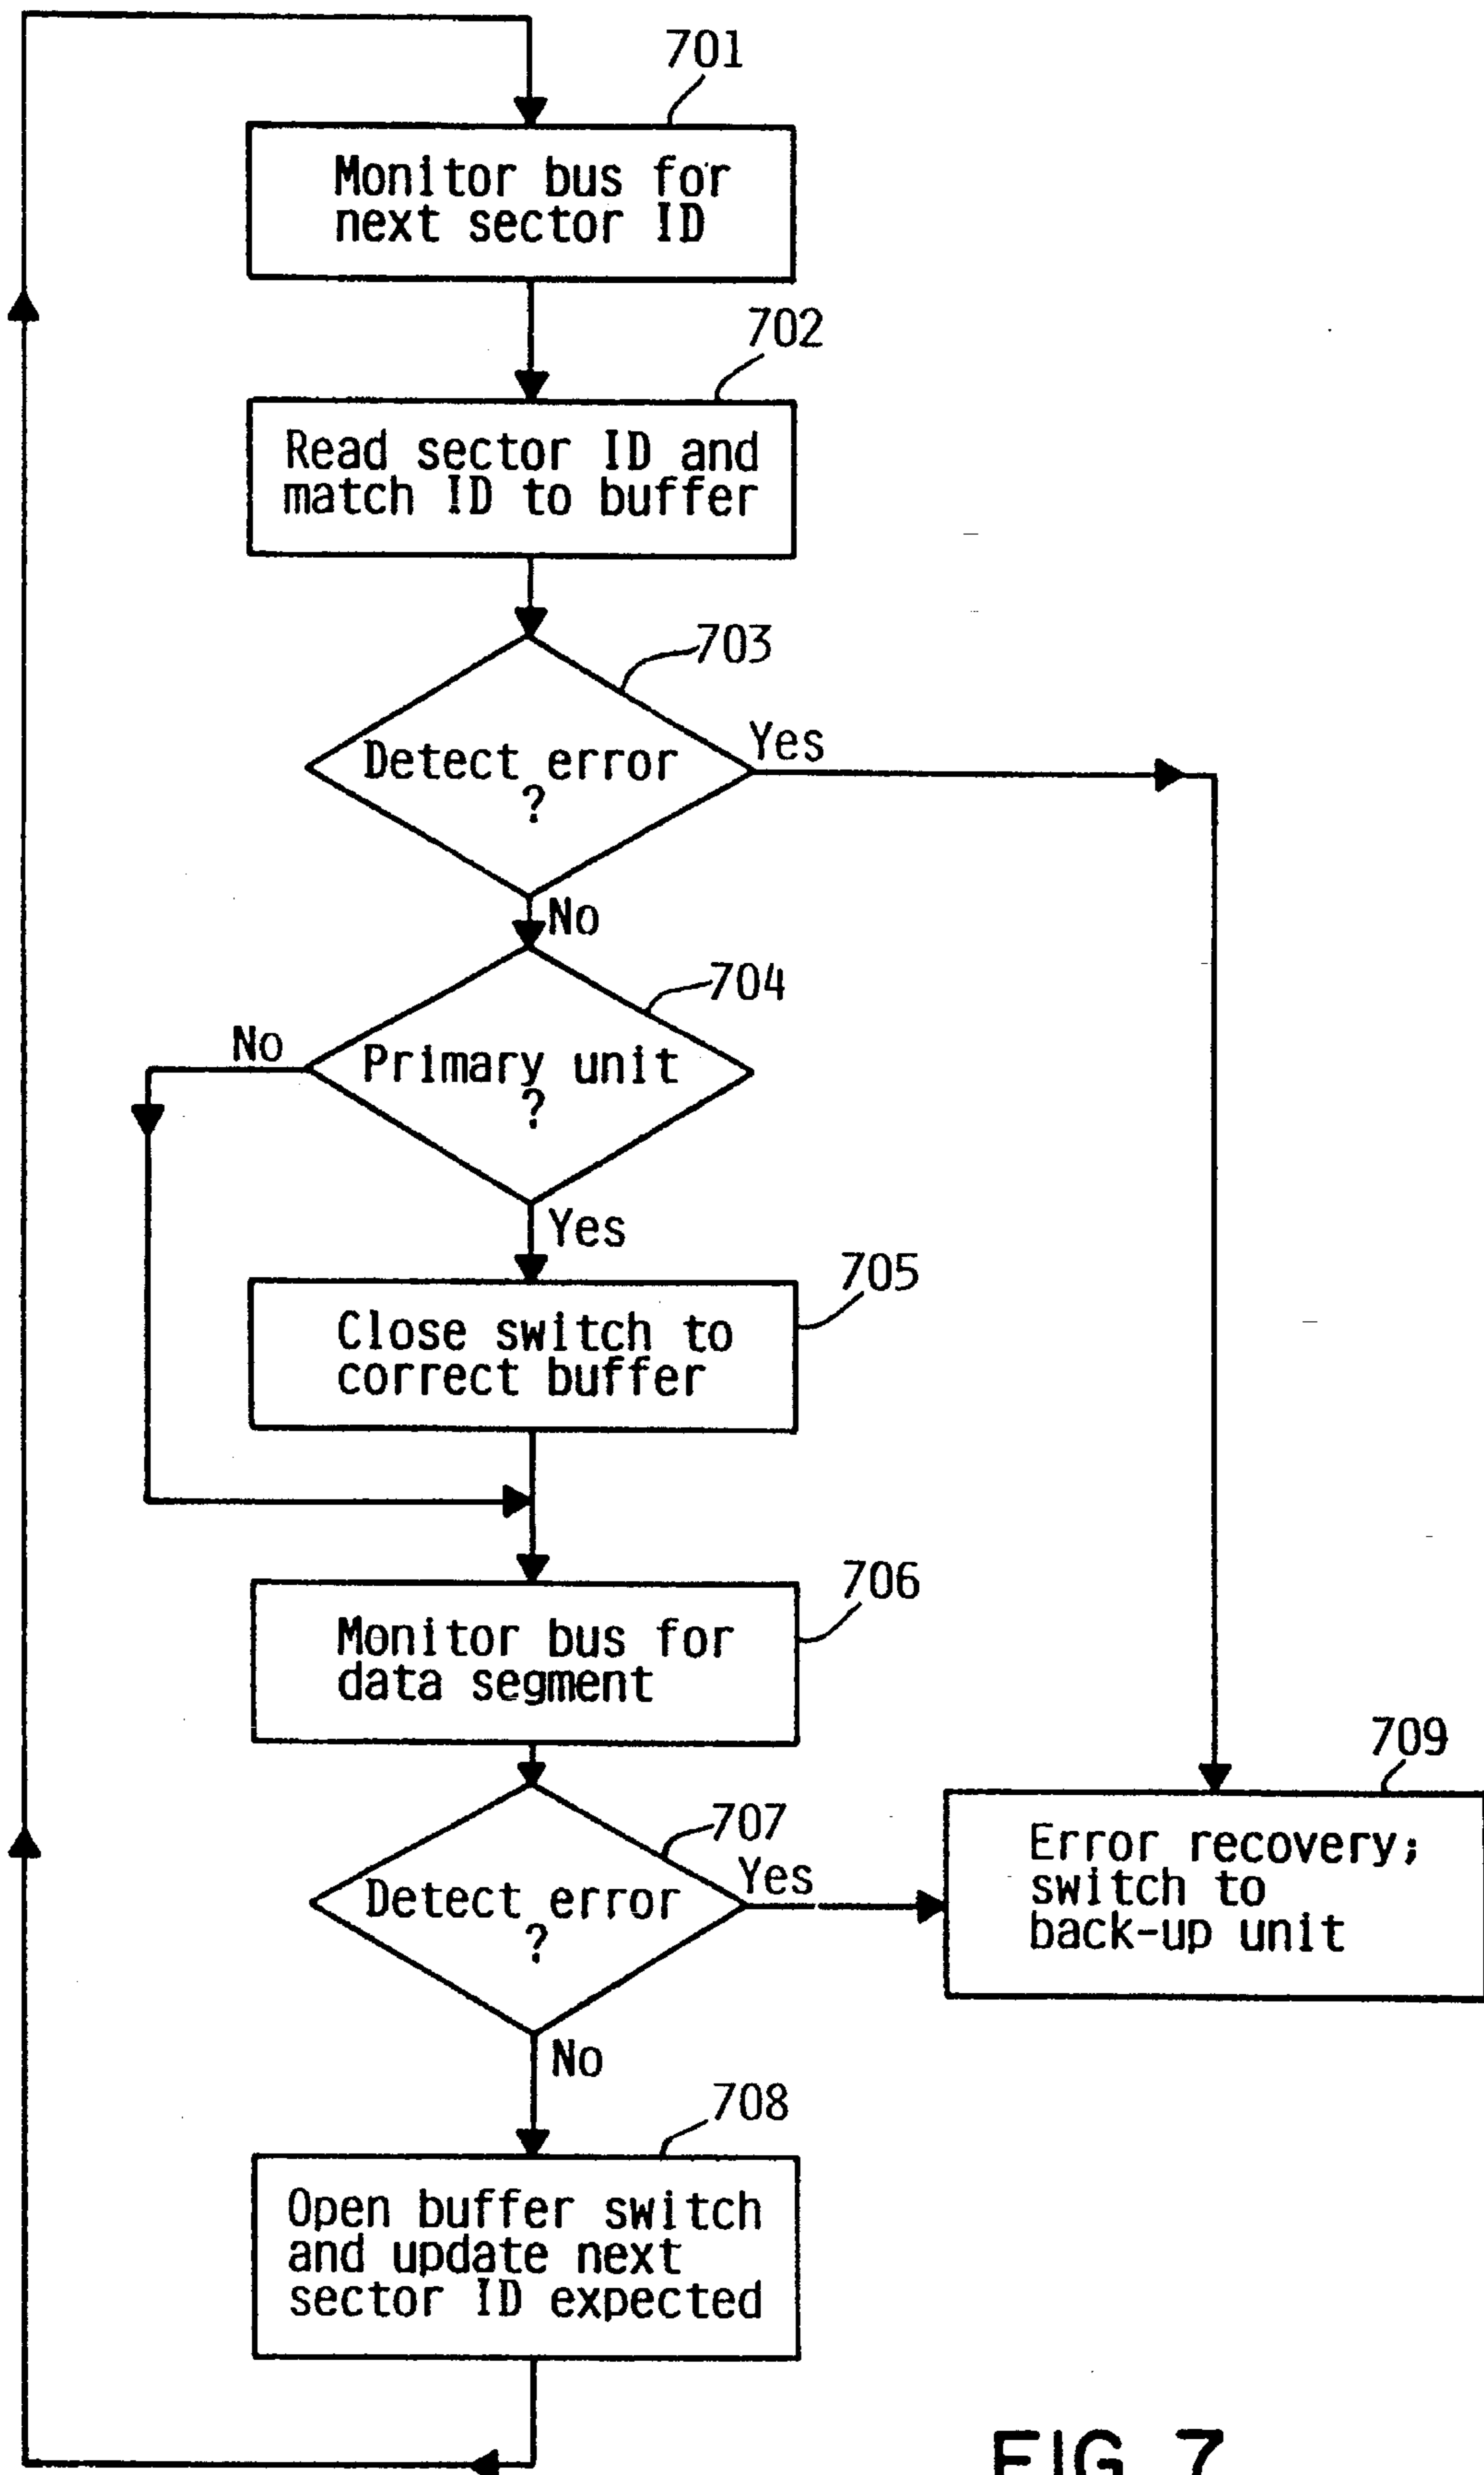 701
Monitor bus for
next sector ID
702
Read sector ID and
match ID to buffer
703
Detect error
?
Yes
No
704
Primary unit
?
No
Yes
705
Close switch to
correct buffer
706
Monitor bus for
data segment
707
Detect error
?
Yes
No
709
Error recovery;
switch to
back-up unit
708
Open buffer switch
and update next
sector ID expected
FIG. 7